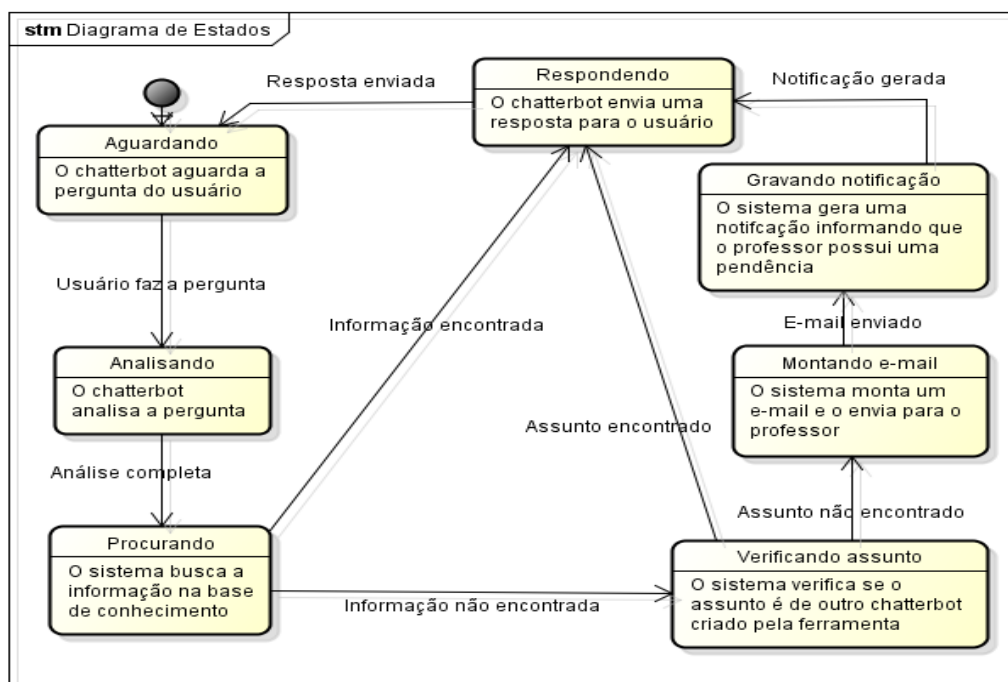 stm Diagrama de Estados
Resposta enviada
Respondendo
O chatterbot envia uma
resposta para o usuário
Notificação gerada
Aguardando
O chatterbot aguarda a
pergunta do usuário
Gravando notificação
O sistema gera uma
notifcação informando que
o professor possui uma
pendência
Usuário faz a pergunta
Informação encontrada
E-mail enviado
Analisando
O chatterbot
analisa a pergunta
Montando e-mail
O sistema monta um
e-mail e o envia para o
professor
Assunto encontrado
Análise completa
Assunto não encontrado
Procurando
O sistema busca a
informação na base
de conhecimento
Informação não encontrada
Verificando assunto
O sistema verifica se o
assunto é de outro chatterbot
criado pela ferramenta